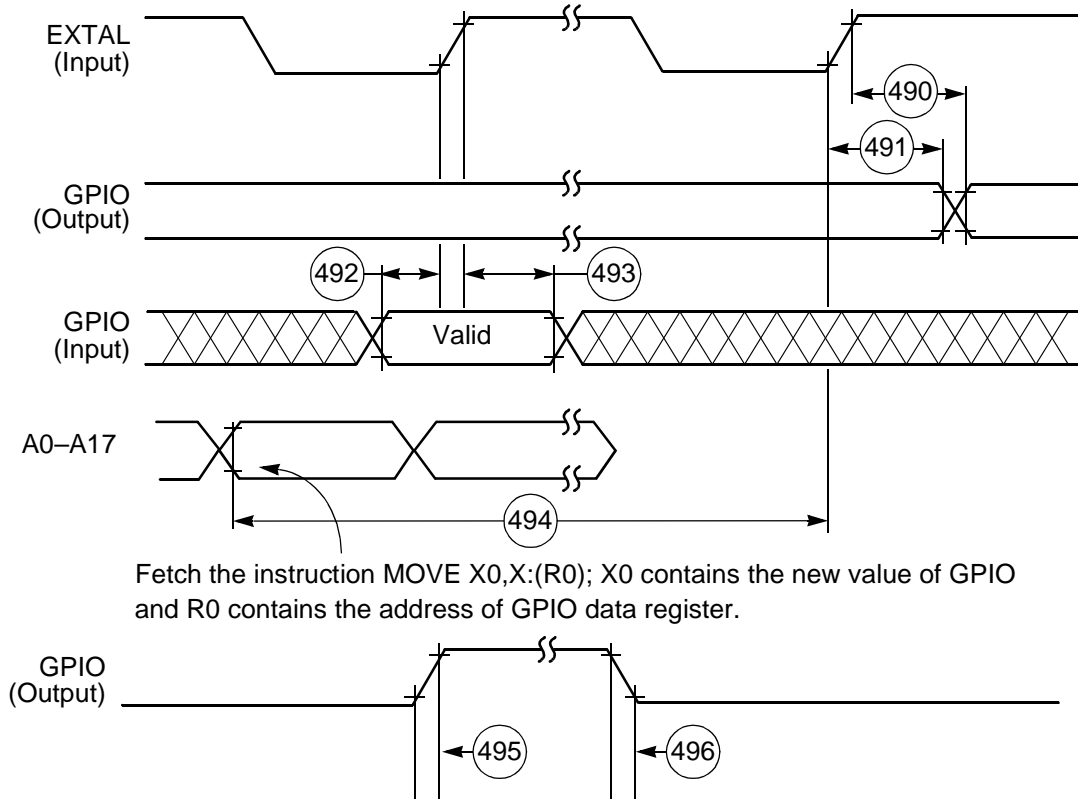 EXTAL
(Input)
490
491
GPIO
(Output)
492
493
GPIO
(Input)
Valid
A0–A17
494
Fetch the instruction MOVE X0,X:(R0); X0 contains the new value of GPIO
and R0 contains the address of GPIO data register.
GPIO
(Output)
495
496